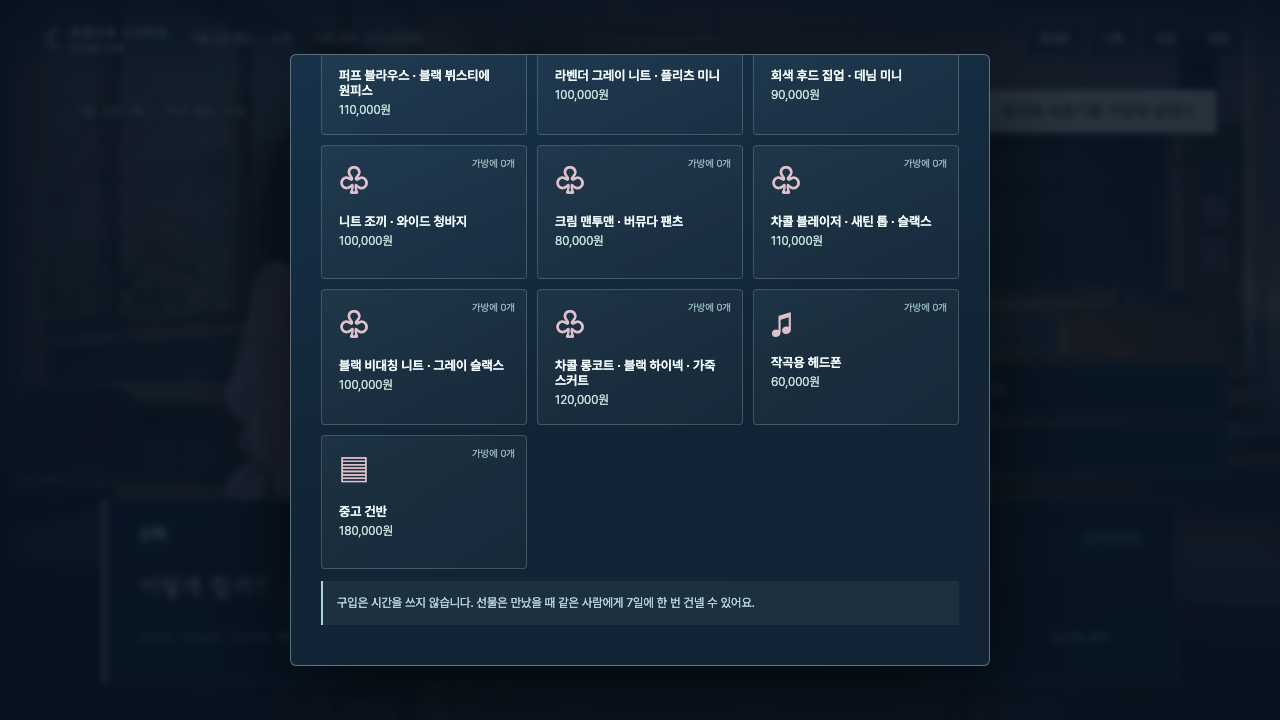 퍼프 블라우스 · 블랙 뷔스티에
원피스
110,000원
라벤더 그레이 니트 · 플리츠 미니
100,000원
회색 후드 집업 · 데님 미니
90,000원
가방에 0개
니트 조끼 · 와이드 청바지
100,000원
가방에 0개
크림 맨투맨 · 버뮤다 팬츠
80,000원
가방에 0개
차콜 블레이저 · 새틴 톱 · 슬랙스
110,000원
가방에 0개
블랙 비대칭 니트 · 그레이 슬랙스
100,000원
가방에 0개
차콜 롱코트 · 블랙 하이넥 · 가죽
스커트
120,000원
가방에 0개
작곡용 헤드폰
60,000원
가방에 0개
중고 건반
180,000원
구입은 시간을 쓰지 않습니다. 선물은 만났을 때 같은 사람에게 7일에 한 번 건넬 수 있어요.